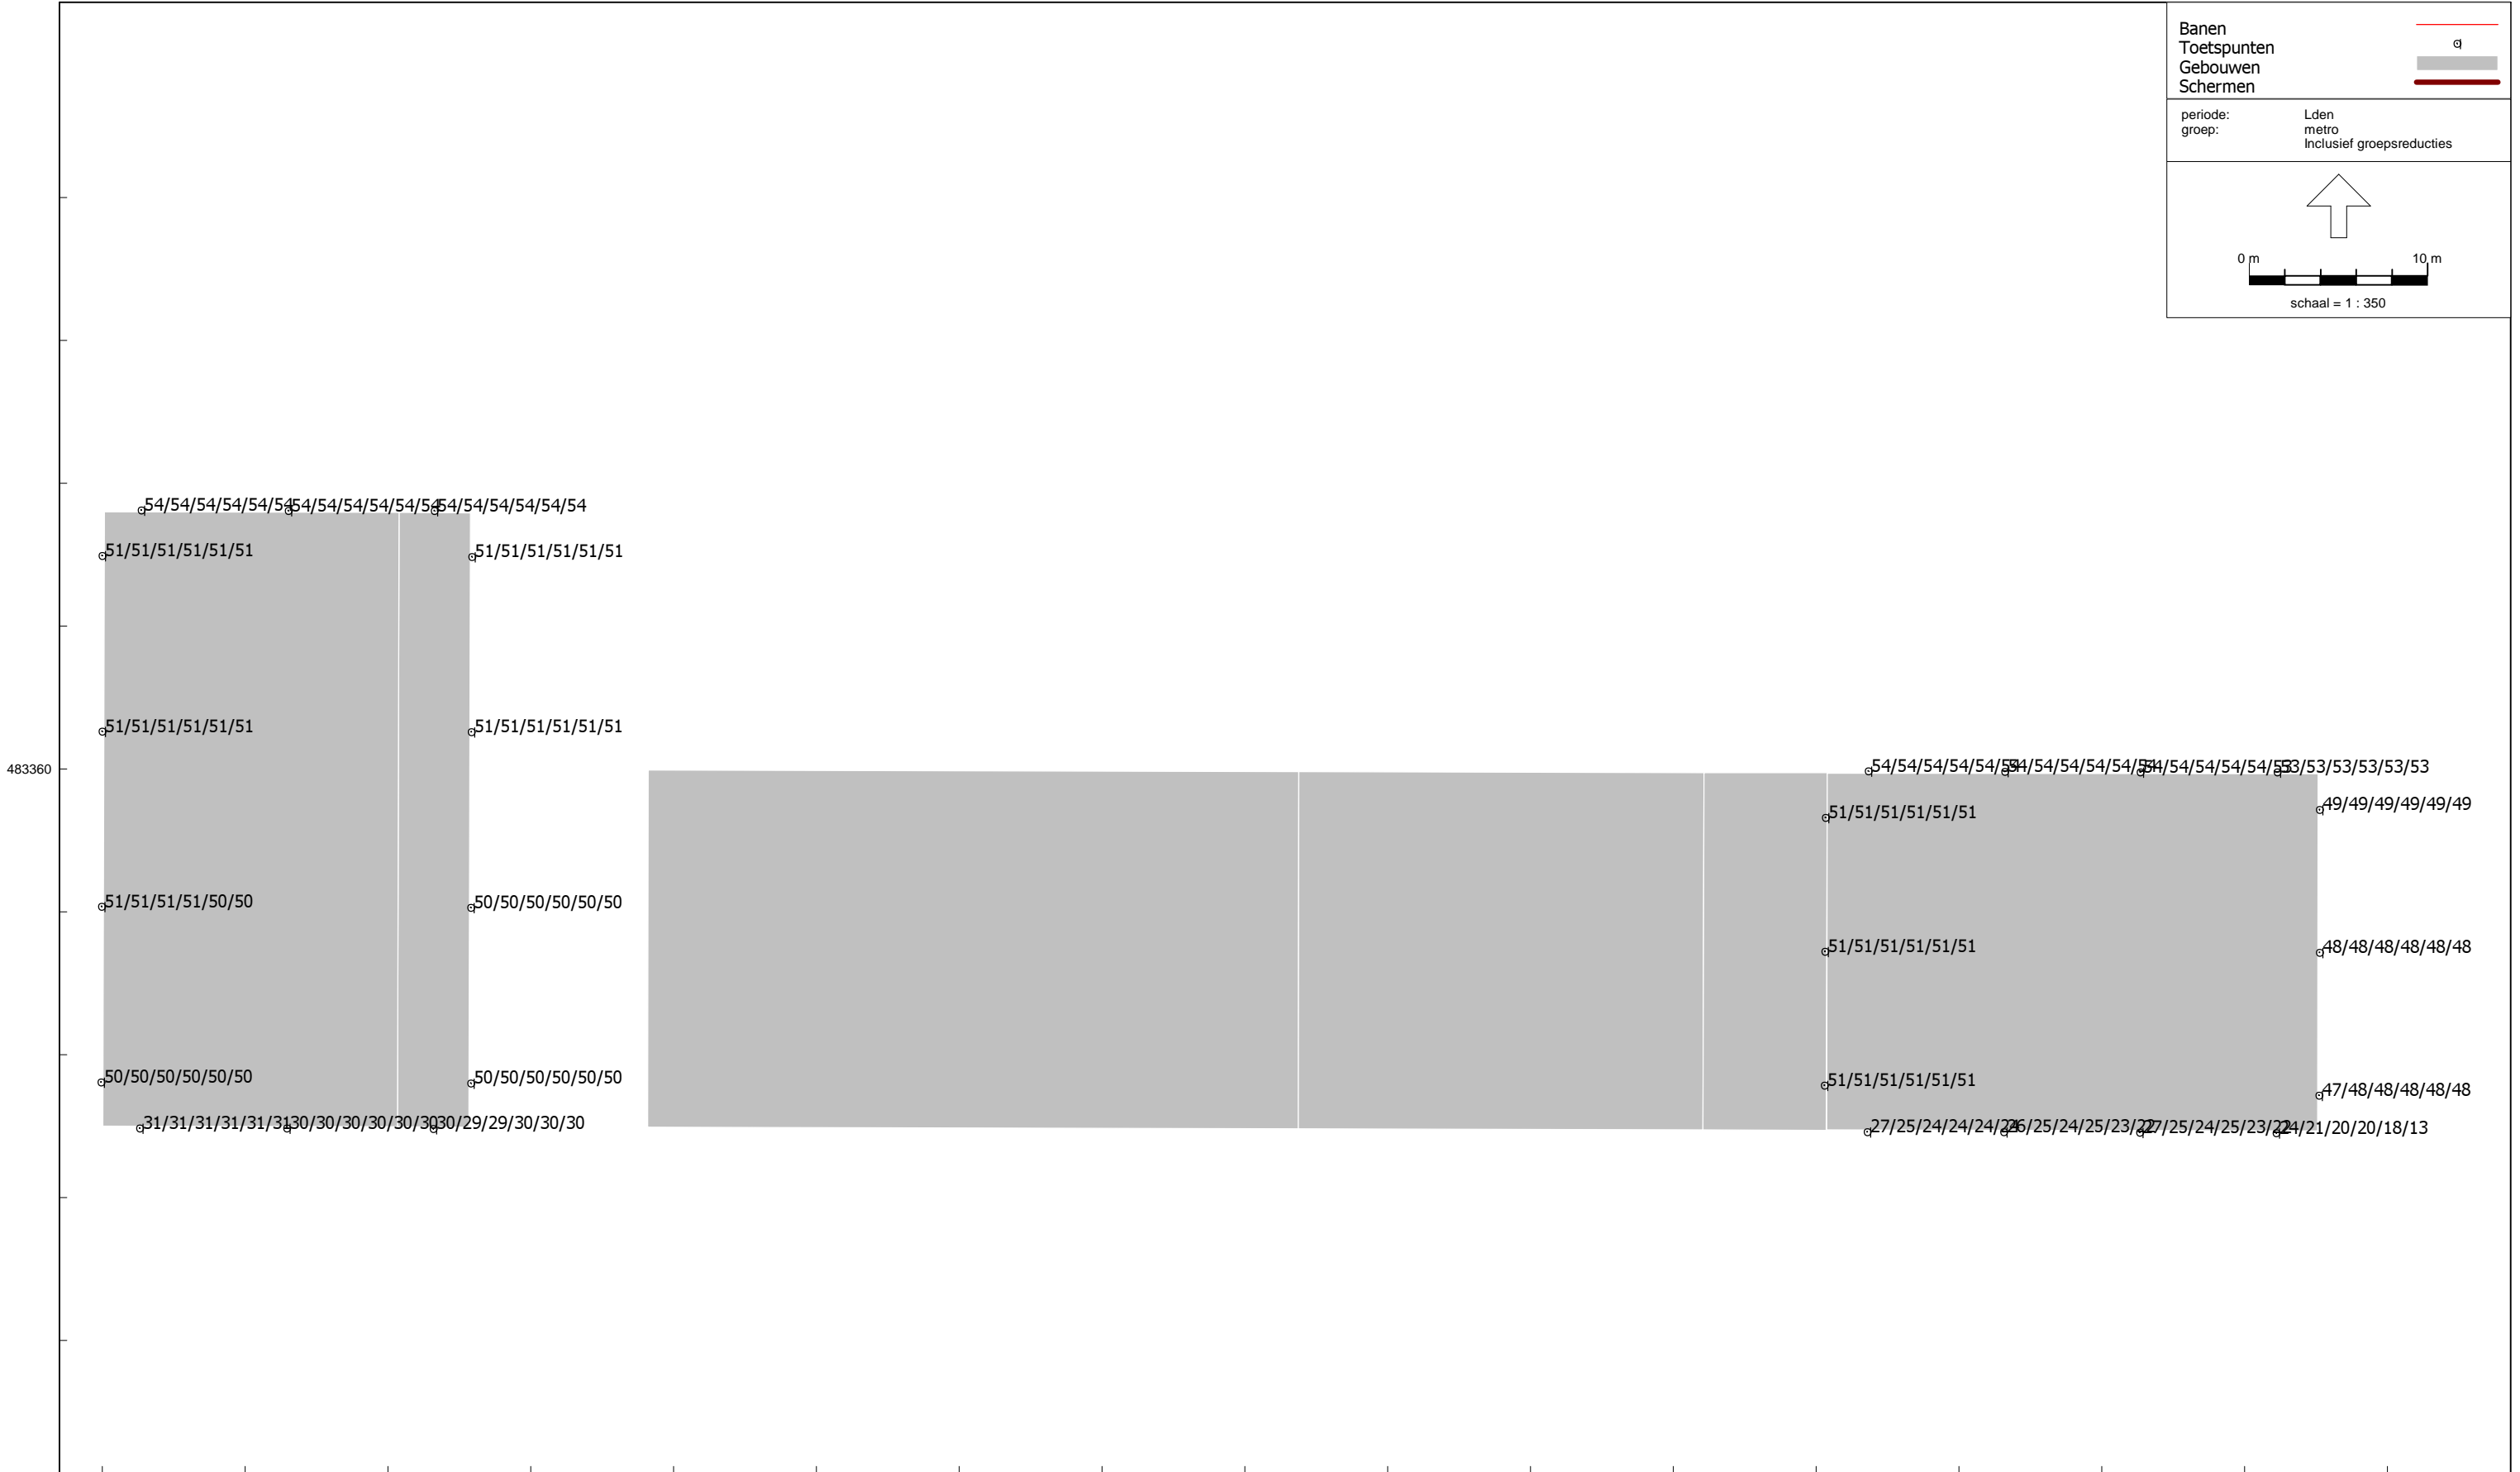 Banen
Toetspunten
Gebouwen
Schermen
periode: Lden
groep: metro
Inclusief groepsreducties
0 m 10 m
schaal = 1 : 350
54/54/54/54/54/54 54/54/54/54/54/54 54/54/54/54/54/54
51/51/51/51/51/51 51/51/51/51/51/51
51/51/51/51/51/51 51/51/51/51/51/51
483360
54/54/54/54/54/54 54/54/54/54/54/54 54/54/54/54/54/53 53/53/53/53/53/53
49/49/49/49/49/49
51/51/51/51/51/51
51/51/51/51/50/50 50/50/50/50/50/50
51/51/51/51/51/51 48/48/48/48/48/48
50/50/50/50/50/50 50/50/50/50/50/50
51/51/51/51/51/51 47/48/48/48/48/48
31/31/31/31/31/31 30/30/30/30/30/30 30/29/29/30/30/30
27/25/24/24/24/24 26/25/24/25/23/22 27/25/24/25/23/22 24/21/20/20/18/13